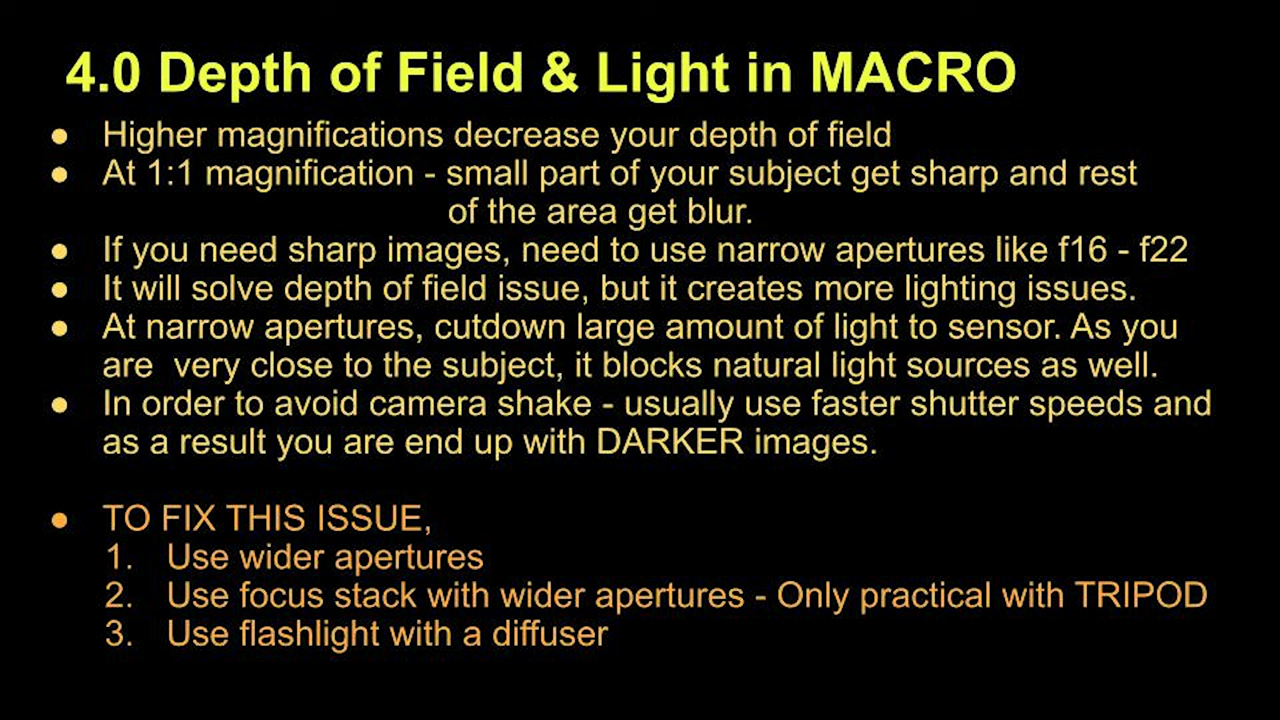 4.0 Depth of Field & Light in MACRO
● Higher magnifications decrease your depth of field
● At 1:1 magnification - small part of your subject get sharp and rest
of the area get blur.
● If you need sharp images, need to use narrow apertures like f16 - f22
● It will solve depth of field issue, but it creates more lighting issues.
● At narrow apertures, cutdown large amount of light to sensor. As you
are very close to the subject, it blocks natural light sources as well.
● In order to avoid camera shake - usually use faster shutter speeds and
as a result you are end up with DARKER images.
● TO FIX THIS ISSUE,
1. Use wider apertures
2. Use focus stack with wider apertures - Only practical with TRIPOD
3. Use flashlight with a diffuser